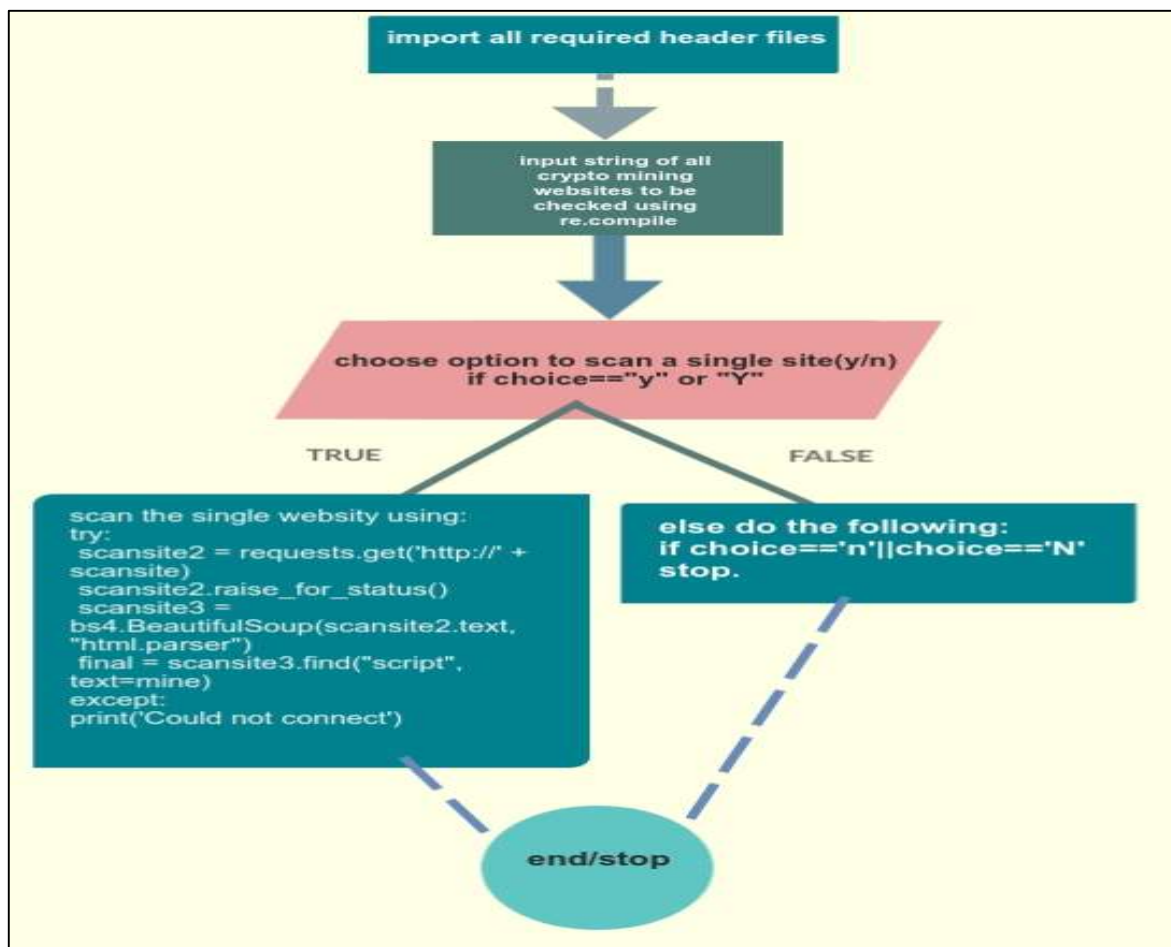 import all required header files
input string of all
crypto mining
websites to be
checked using
re.compile
choose option to scan a single site(y/n)
if choice=="y" or "Y"
TRUE
FALSE
scan the single websity using:
try:
scansite2 = requests.get('http://' +
scansite)
scansite2.raise_for_status()
scansite3 =
bs4.BeautifulSoup(scansite2.text,
"html.parser")
final = scansite3.find("script",
text=mine)
except:
print('Could not connect')
else do the following:
if choice=='n'||choice=='N'
stop.
end/stop